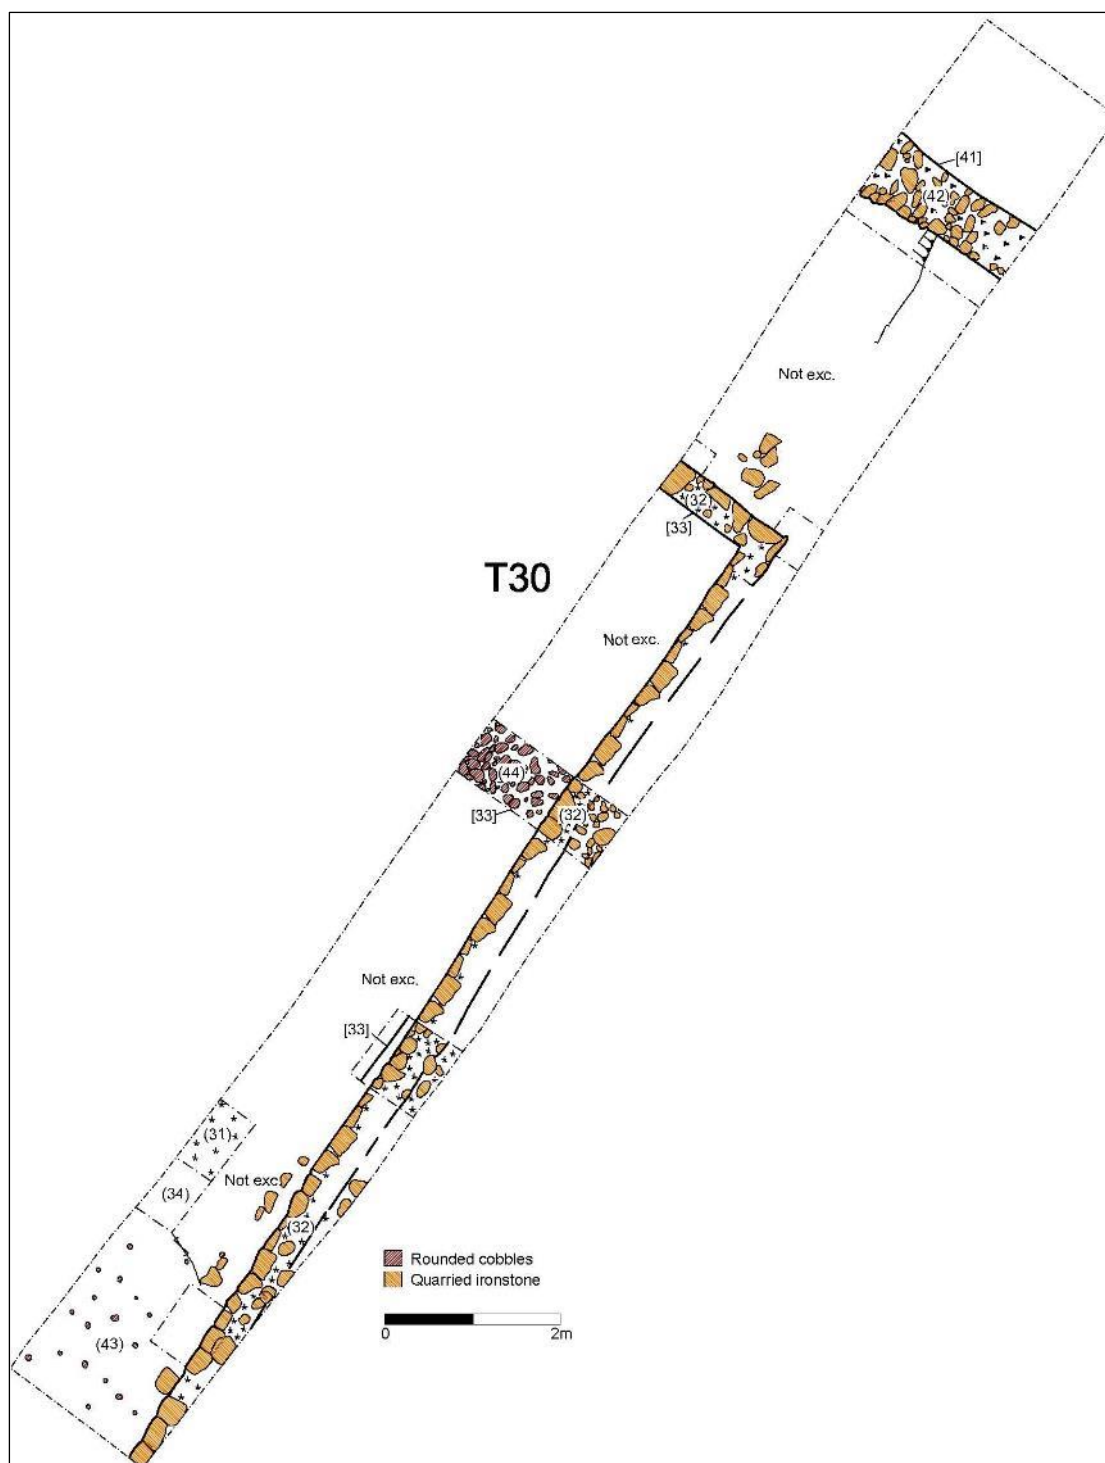 [41]
(42)
Not exc.
(32)
[33]
T30
Not exc.
(44)
[33]
(32)
Not exc.
[33]
(31)
Not exc.
(34)
(32)
(43)
Rounded cobbles
Quarried ironstone
0 2m